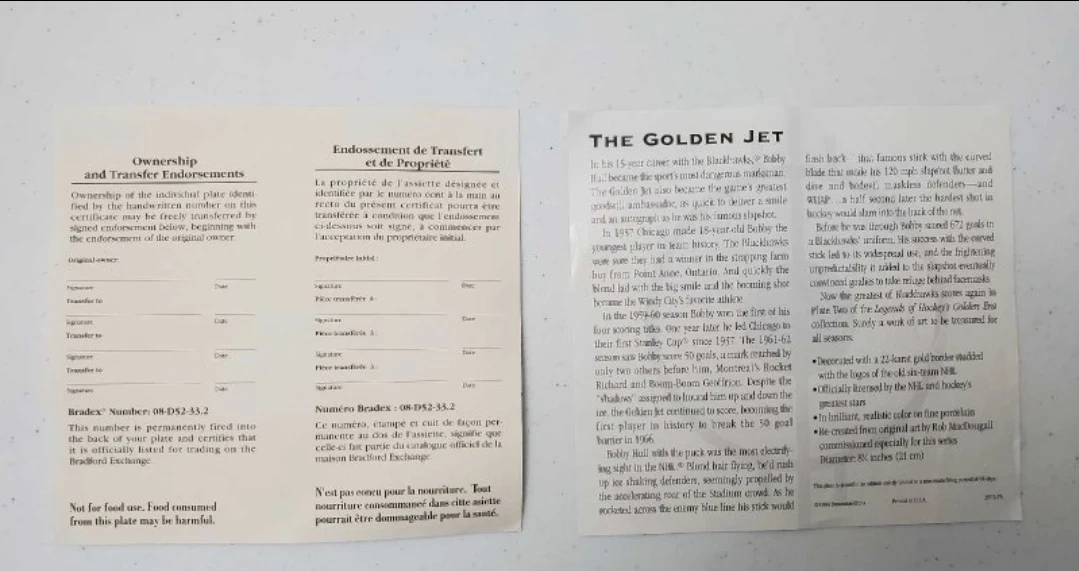 Ownership
and Transfer Endorsements
Ownership of the individual plate identi-
fied by the handwritten number on this
certificate may be freely transferred by
signed endorsement below, beginning with
the endorsement of the original owner.
Original owner:
Signature Date
Transfer to
Signature Date
Transfer to
Signature Date
Transfer to
Signature Date
Bradex® Number: 08-D52-33.2
This number is permanently fired into
the back of your plate and certifies that
it is officially listed for trading on the
Bradford Exchange.
Not for food use. Food consumed
from this plate may be harmful.
Endossement de Transfert
et de Propriété
La propriété de l'assiette désignée et
identifiée par le numéro écrit à la main au
recto du présent certificat pourra être
transférée à condition que l'endossement
ci-dessous soit signé, à commencer par
l'acceptation du propriétaire initial.
Propriétaire initial :
Signature Date
Pièce transférée à :
Signature Date
Pièce transférée à :
Signature Date
Pièce transférée à :
Signature Date
Numéro Bradex : 08-D52-33.2
Ce numéro, étampé et cuit de façon per-
manente au dos de l'assiette, signifie que
celle-ci fait partie du catalogue officiel de la
maison Bradford Exchange.
N'est pas conçu pour la nourriture. Tout
nourriture consommance dans cette assiette
pourrait être dommageable pour la santé.
THE GOLDEN JET
In his 15-year career with the Blackhawks,® Bobby
Hull became the sport's most dangerous marksman.
The Golden Jet also became the game's greatest
goodwill ambassador, as quick to deliver a smile
and an autograph as he was his famous slapshot.
In 1957 Chicago made 18-year-old Bobby the
youngest player in team history. The Blackhawks
were sure they had a winner in the strapping farm
boy from Point Anne, Ontario. And quickly the
blond lad with the big smile and the booming shot
became the Windy City's favorite athlete.
In the 1959-60 season Bobby won the first of his
four scoring titles. One year later he led Chicago to
their first Stanley Cup® since 1937. The 1961-62
season saw Bobby score 50 goals, a mark reached by
only two others before him, Montreal's Rocket
Richard and Boom-Boom Geoffrion. Despite the
"shadows" assigned to hound him up and down the
ice, the Golden Jet continued to score, becoming the
first player in history to break the 50 goal
barrier in 1966.
Bobby Hull with the puck was the most electrify-
ing sight in the NHL.® Blond hair flying, he'd rush
up ice shaking defenders, seemingly propelled by
the accelerating roar of the Stadium crowd. As he
rocketed across the enemy blue line his stick would
flash back that famous stick with the curved
blade that made his 120 mph slapshot flutter and
dive and bedevil maskless defenders—and
WHAP... a half second later the hardest shot in
hockey would slam into the back of the net.
Before he was through Bobby scored 672 goals in
a Blackhawks' uniform. His success with the curved
stick led to its widespread use, and the frightening
unpredictability it added to the slapshot eventually
convinced goalies to take refuge behind facemasks.
Now the greatest of Blackhawks scores again in
Plate Two of the Legends of Hockey's Golden Era
collection. Surely a work of art to be treasured for
all seasons.
• Decorated with a 22-karat gold border studded
with the logos of the old six-team NHL
• Officially licensed by the NHL and hockey's
greatest stars
• In brilliant, realistic color on fine porcelain
• Re-created from original art by Rob MacDougall
commissioned especially for this series
Diameter: 8¼ inches (21 cm)
Printed in U.S.A.